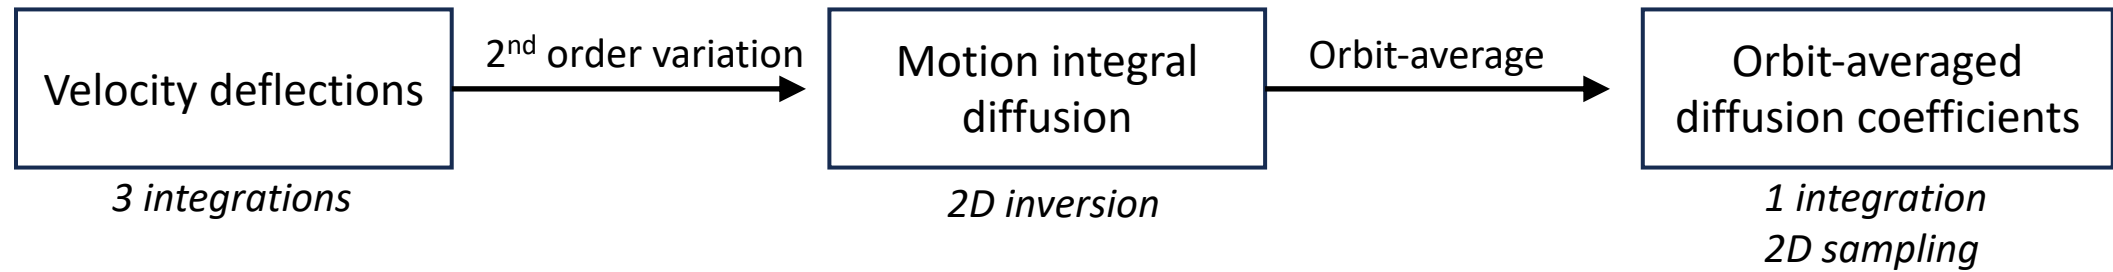 Velocity deflections
3 integrations
2nd order variation
Motion integral
diffusion
2D inversion
Orbit-average
Orbit-averaged
diffusion coefficients
1 integration
2D sampling